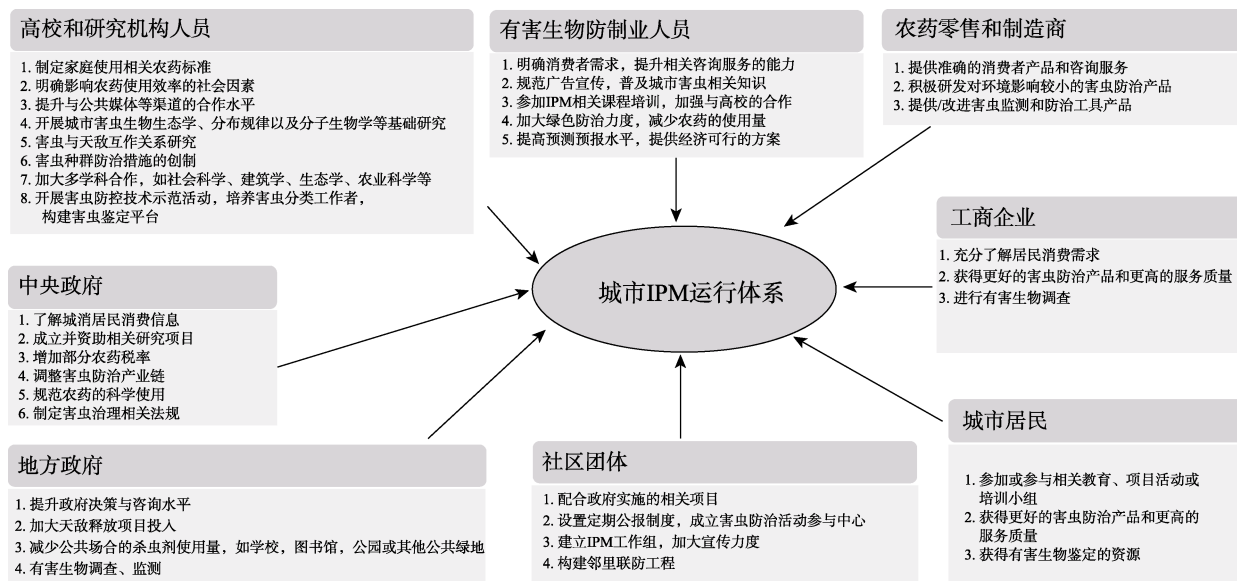 高校和研究机构人员
1. 制定家庭使用相关农药标准
2. 明确影响农药使用效率的社会因素
3. 提升与公共媒体等渠道的合作水平
4. 开展城市害虫生物生态学、分布规律以及分子生物学等基础研究
5. 害虫与天敌互作关系研究
6. 害虫种群防治措施的创制
7. 加大多学科合作，如社会科学、建筑学、生态学、农业科学等
8. 开展害虫防控技术示范活动，培养害虫分类工作者，
构建害虫鉴定平台
有害生物防制业人员
1. 明确消费者需求，提升相关咨询服务的能力
2. 规范广告宣传，普及城市害虫相关知识
3. 参加IPM相关课程培训，加强与高校的合作
4. 加大绿色防治力度，减少农药的使用量
5. 提高预测预报水平，提供经济可行的方案
农药零售和制造商
1. 提供准确的消费者产品和咨询服务
2. 积极研发对环境影响较小的害虫防治产品
3. 提供/改进害虫监测和防治工具产品
工商企业
1. 充分了解居民消费需求
2. 获得更好的害虫防治产品和更高的服务质量
3. 进行有害生物调查
城市IPM运行体系
中央政府
1. 了解城消居民消费信息
2. 成立并资助相关研究项目
3. 增加部分农药税率
4. 调整害虫防治产业链
5. 规范农药的科学使用
6. 制定害虫治理相关法规
地方政府
1. 提升政府决策与咨询水平
2. 加大天敌释放项目投入
3. 减少公共场合的杀虫剂使用量，如学校，图书馆，公园或其他公共绿地
4. 有害生物调查、监测
社区团体
1. 配合政府实施的相关项目
2. 设置定期公报制度，成立害虫防治活动参与中心
3. 建立IPM工作组，加大宣传力度
4. 构建邻里联防工程
城市居民
1. 参加或参与相关教育、项目活动或
培训小组
2. 获得更好的害虫防治产品和更高的
服务质量
3. 获得有害生物鉴定的资源